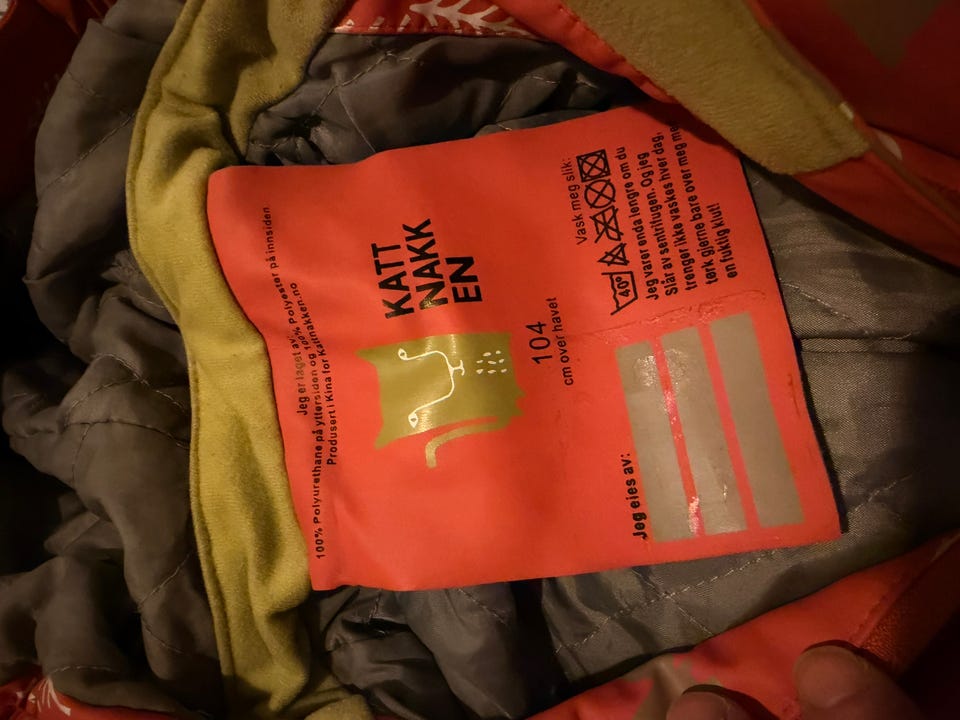 Jeg er laget av:
100% Polyurethane på yttersiden og 100% Polyester på innsiden
Produsert i Kina for Kattnakken.no
KATT
NAKK
EN
104
cm over havet
Vask meg slik:
40°
Jeg varer enda lengre om du
Slår av sentrifugen. Og jeg
trenger ikke vaskes hver dag,
tørk gjerne bare over meg med
en fuktig klut!
Jeg eies av: